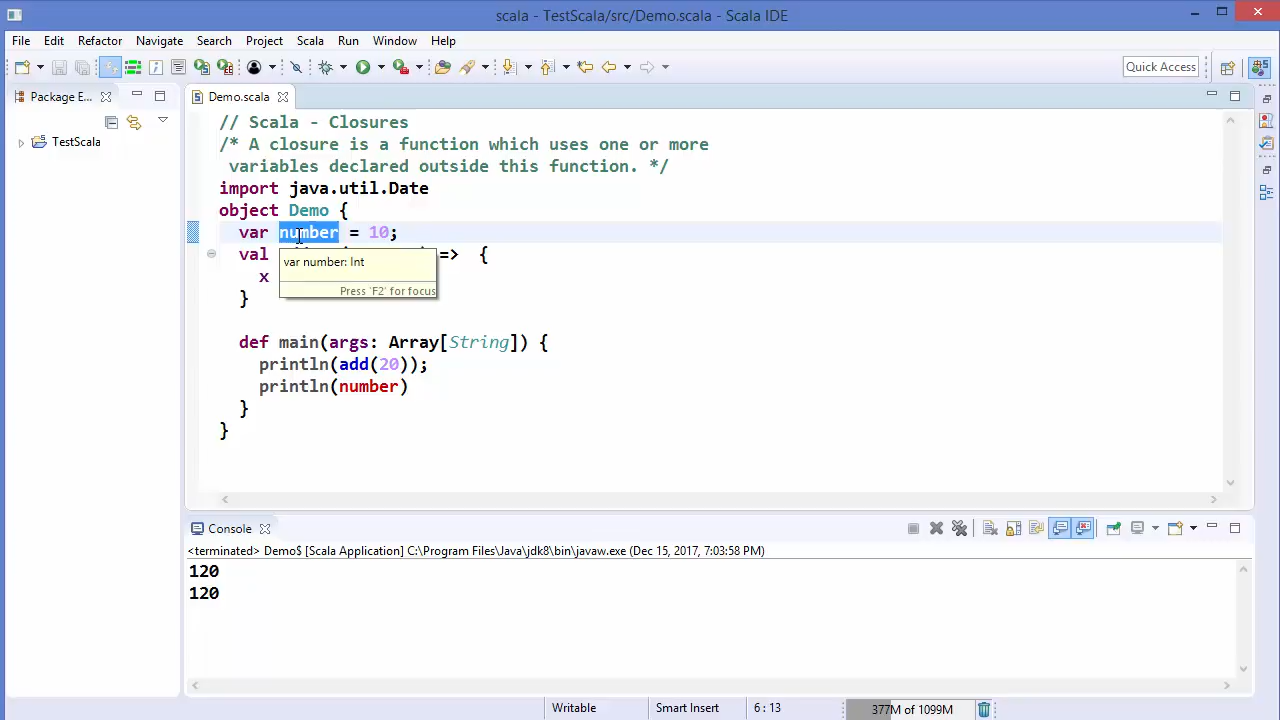 scala - TestScala/src/Demo.scala - Scala IDE
File Edit Refactor Navigate Search Project Scala Run Window Help
Quick Access
Package E... Demo.scala
TestScala
// Scala - Closures
/* A closure is a function which uses one or more
variables declared outside this function. */
import java.util.Date
object Demo {
var number = 10;
val => {
var number: Int
x
Press 'F2' for focus
}
def main(args: Array[String]) {
println(add(20));
println(number)
}
}
Console
<terminated> Demo$ [Scala Application] C:\Program Files\Java\jdk8\bin\javaw.exe (Dec 15, 2017, 7:03:58 PM)
120
120
Writable Smart Insert 6 : 13 377M of 1099M